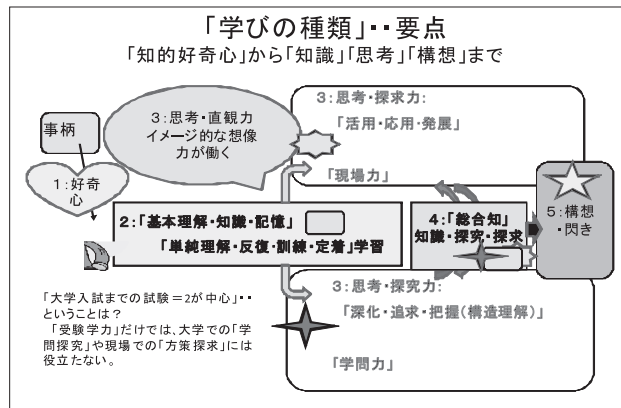 「学びの種類」・・要点
「知的好奇心」から「知識」「思考」「構想」まで
事柄
1:好奇
心
3:思考・直観力
イメージ的な想像
力が働く
3:思考・探求力:
「活用・応用・発展」
「現場力」
2:「基本理解・知識・記憶」
「単純理解・反復・訓練・定着」学習
4:「総合知」
知識・探究・探求
5:構想
・閃き
3:思考・探究力:
「深化・追求・把握(構造理解)」
「学問力」
「大学入試までの試験=2が中心」・・
ということは?
「受験学力」だけでは、大学での「学
問探究」や現場での「方策探求」には
役立たない。